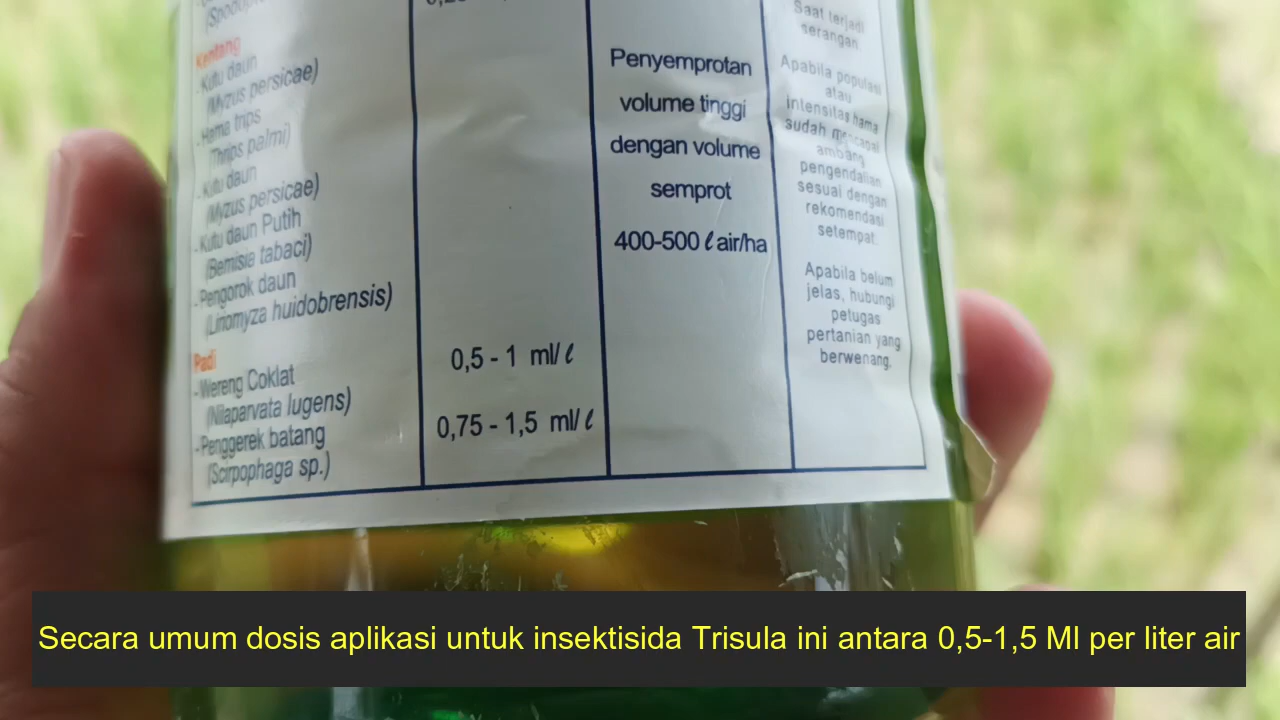 Kentang
- Kutu daun
(Myzus persicae)
- Hama trips
Thrips palmi)
- Kutu daun
(Myzus persicae)
- Kutu daun Putih
(Bemisia tabaci)
- Pengorok daun
(Liriomyza huidobrensis)
Padi
- Wereng Coklat
(Nilaparvata lugens)
- Penggerek batang
(Scirpophaga sp.)
0,5 - 1 ml/ℓ
0,75 - 1,5 ml/ℓ
Penyemprotan
volume tinggi
dengan volume
semprot
400-500 ℓ air/ha
Saat terjadi
serangan.
Apabila populasi
atau
intensitas hama
sudah mencapai
ambang
pengendalian
sesuai dengan
rekomendasi
setempat.
Apabila belum
jelas, hubungi
petugas
pertanian yang
berwenang.
Secara umum dosis aplikasi untuk insektisida Trisula ini antara 0,5-1,5 Ml per liter air